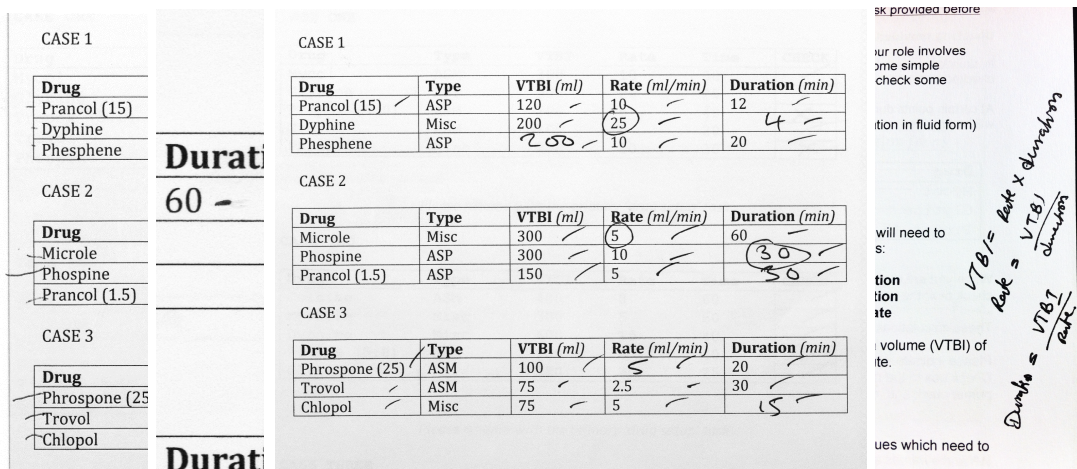 CASE 1
Drug
Prancol (15)
Dyphine
Phesphene
CASE 2
Drug
Microle
Phospine
Prancol (1.5)
CASE 3
Drug
Phrospone (25
Trovol
Chlopol
Durati
60
Durati
CASE 1
Drug Type VTBI (ml) Rate (ml/min) Duration (min)
Prancol (15) ASP 120 10 12
Dyphine Misc 200 25 4
Phesphene ASP 200 10 20
CASE 2
Drug Type VTBI (ml) Rate (ml/min) Duration (min)
Microle Misc 300 5 60
Phospine ASP 300 10 30
Prancol (1.5) ASP 150 5 30
CASE 3
Drug Type VTBI (ml) Rate (ml/min) Duration (min)
Phrospone (25) ASM 100 5 20
Trovol ASM 75 2.5 30
Chlopol Misc 75 5 15
sk provided before
our role involves
ome simple
check some
tion in fluid form)
will need to
s:
tion
tion
ate
volume (VTBI) of
te.
ues which need to
VTBI = Rate x duration
Rate = VTBI
duration
Duration = VTBI
Rate.